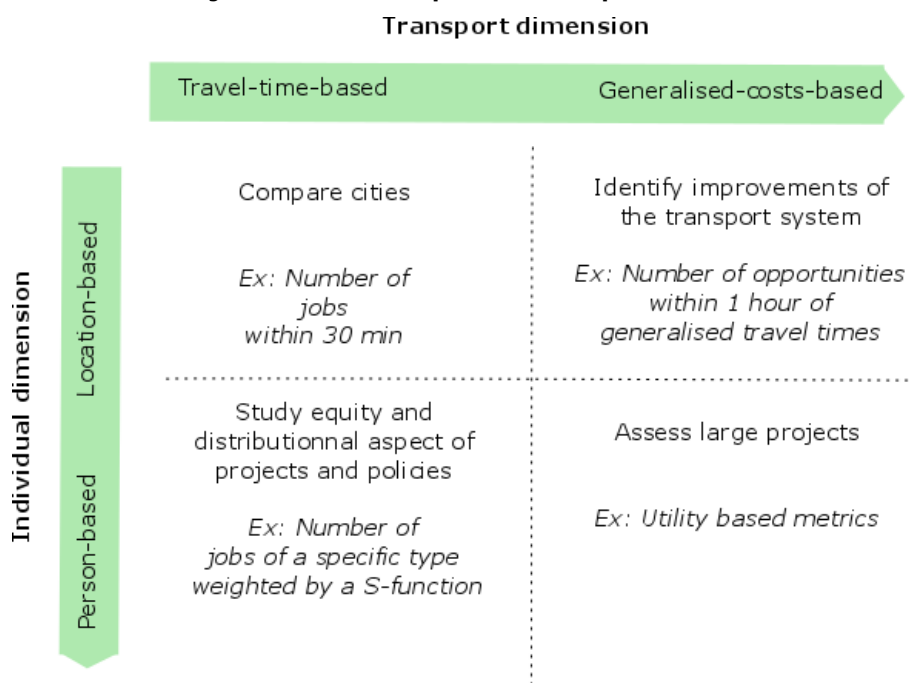 Transport dimension
Travel-time-based
Generalised-costs-based
Individual dimension
Location-based
Person-based
Compare cities
Ex: Number of
jobs
within 30 min
Identify improvements of
the transport system
Ex: Number of opportunities
within 1 hour of
generalised travel times
Study equity and
distributionnal aspect of
projects and policies
Ex: Number of
jobs of a specific type
weighted by a S-function
Assess large projects
Ex: Utility based metrics